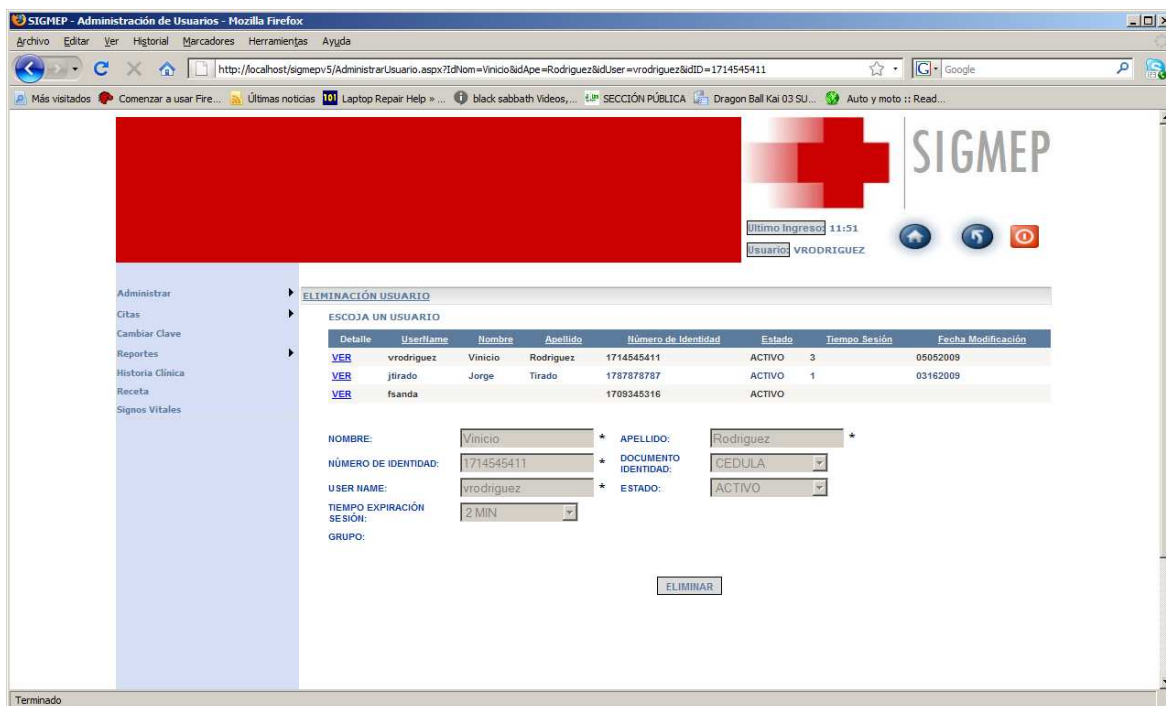 SIGMEP - Administración de Usuarios - Mozilla Firefox
Archivo Editar Ver Historial Marcadores Herramientas Ayuda
http://localhost/sigmepv5/AdministrarUsuario.aspx?IdNom=Vinicio&idApe=Rodriguez&idUser=vrodriguez&idID=1714545411
G Google
Más visitados Comenzar a usar Fire... Últimas noticias 101 Laptop Repair Help » ... black sabbath Videos,... SECCIÓN PÚBLICA Dragon Ball Kai 03 SU... Auto y moto :: Read...
SIGMEP
Ultimo Ingreso: 11:51
Usuario: VRODRIGUEZ
Administrar
Citas
Cambiar Clave
Reportes
Historia Clínica
Receta
Signos Vitales
ELIMINACIÓN USUARIO
ESCOJA UN USUARIO
Detalle UserName Nombre Apellido Número de Identidad Estado Tiempo Sesión Fecha Modificación
VER vrodriguez Vinicio Rodriguez 1714545411 ACTIVO 3 05052009
VER jtirado Jorge Tirado 1787878787 ACTIVO 1 03162009
VER fsanda 1709345316 ACTIVO
NOMBRE: Vinicio * APELLIDO: Rodriguez *
NÚMERO DE IDENTIDAD: 1714545411 * DOCUMENTO IDENTIDAD: CEDULA
USER NAME: vrodriguez * ESTADO: ACTIVO
TIEMPO EXPIRACIÓN SESIÓN: 2 MIN
GRUPO:
ELIMINAR
Terminado